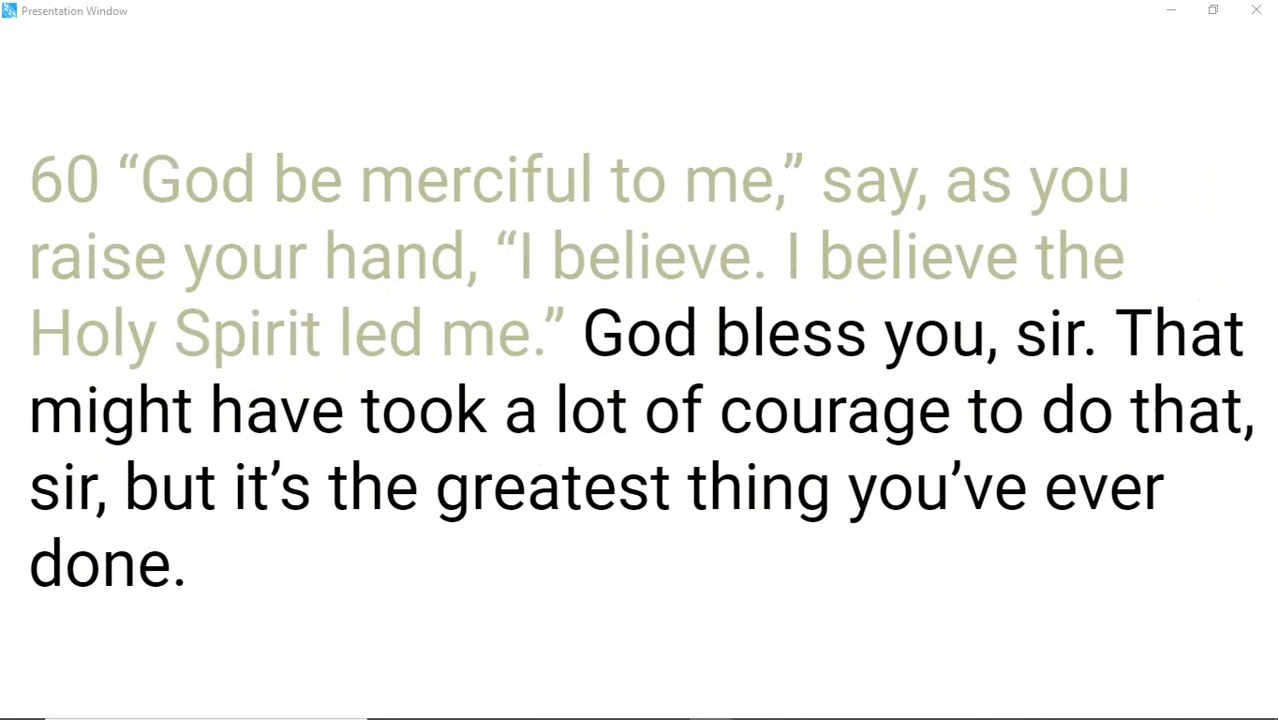 Presentation Window
60 “God be merciful to me,” say, as you
raise your hand, “I believe. I believe the
Holy Spirit led me.” God bless you, sir. That
might have took a lot of courage to do that,
sir, but it’s the greatest thing you’ve ever
done.